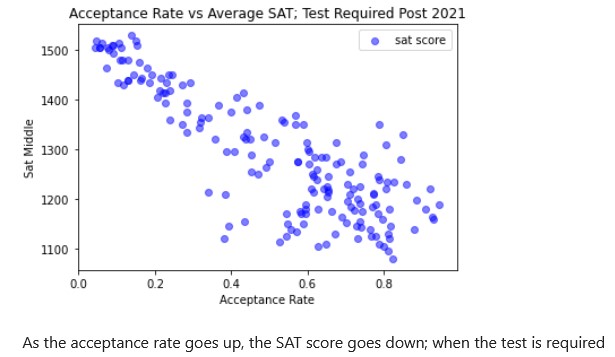 Acceptance Rate vs Average SAT; Test Required Post 2021
sat score
1500
1400
1300
1200
1100
Sat Middle
0.0 0.2 0.4 0.6 0.8
Acceptance Rate
As the acceptance rate goes up, the SAT score goes down; when the test is required